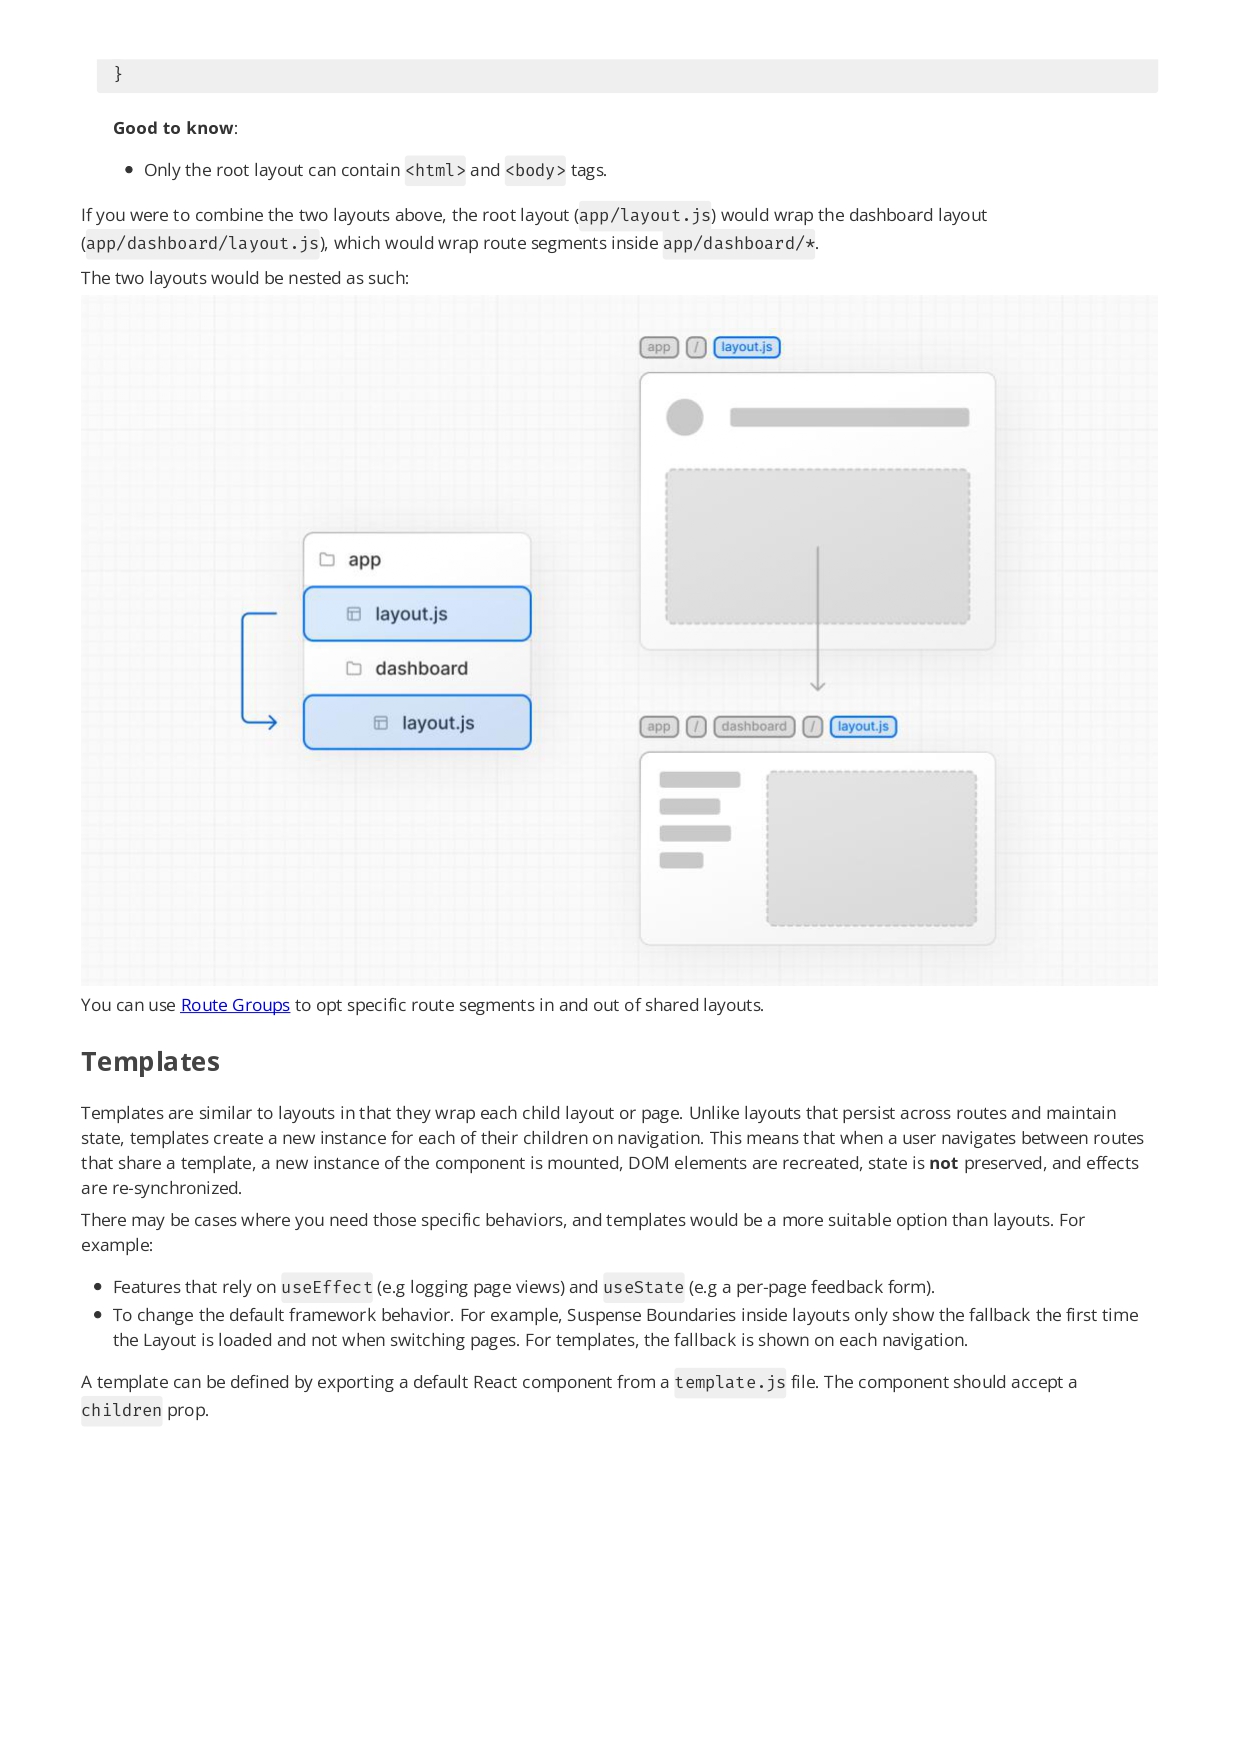 }
Good to know:
• Only the root layout can contain <html> and <body> tags.
If you were to combine the two layouts above, the root layout (app/layout.js) would wrap the dashboard layout
(app/dashboard/layout.js), which would wrap route segments inside app/dashboard/*.
The two layouts would be nested as such:
app / layout.js
app
layout.js
dashboard
layout.js
app / dashboard / layout.js
You can use Route Groups to opt specific route segments in and out of shared layouts.
Templates
Templates are similar to layouts in that they wrap each child layout or page. Unlike layouts that persist across routes and maintain
state, templates create a new instance for each of their children on navigation. This means that when a user navigates between routes
that share a template, a new instance of the component is mounted, DOM elements are recreated, state is not preserved, and effects
are re-synchronized.
There may be cases where you need those specific behaviors, and templates would be a more suitable option than layouts. For
example:
• Features that rely on useEffect (e.g logging page views) and useState (e.g a per-page feedback form).
• To change the default framework behavior. For example, Suspense Boundaries inside layouts only show the fallback the first time
the Layout is loaded and not when switching pages. For templates, the fallback is shown on each navigation.
A template can be defined by exporting a default React component from a template.js file. The component should accept a
children prop.